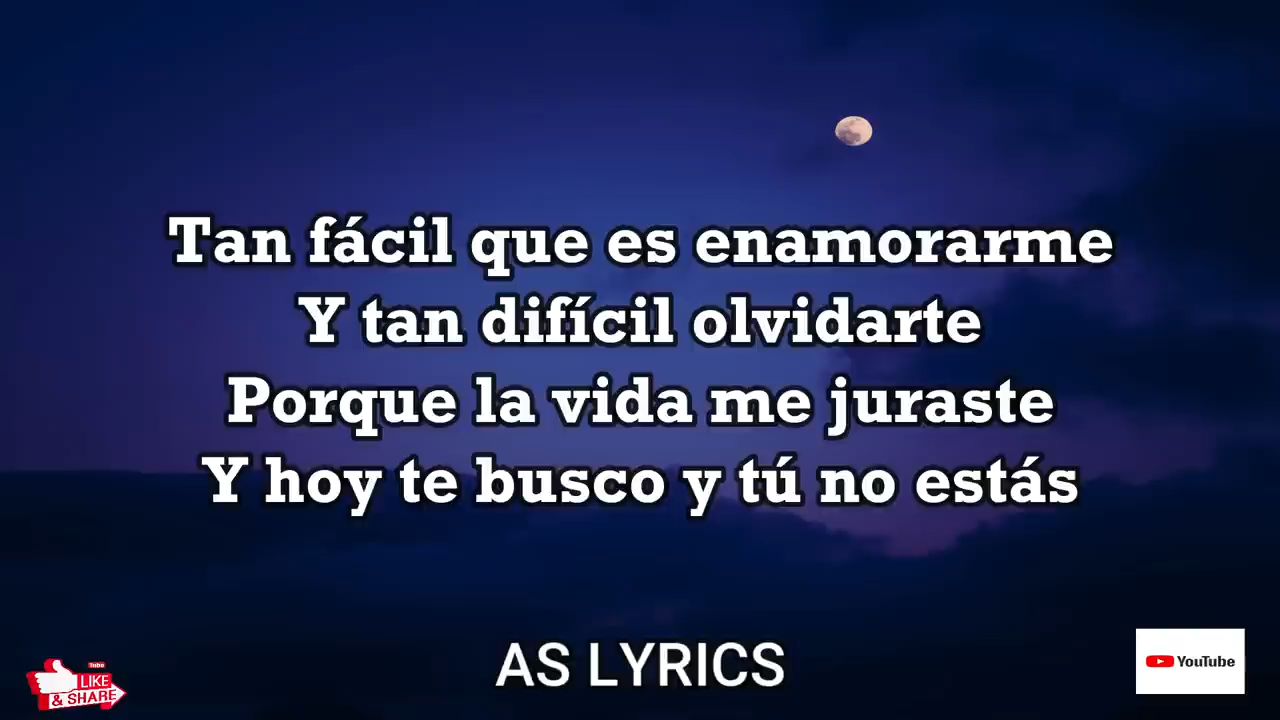 Tan fácil que es enamorarme
Y tan difícil olvidarte
Porque la vida me juraste
Y hoy te busco y tú no estás
AS LYRICS
Tube
LIKE
& SHARE
YouTube